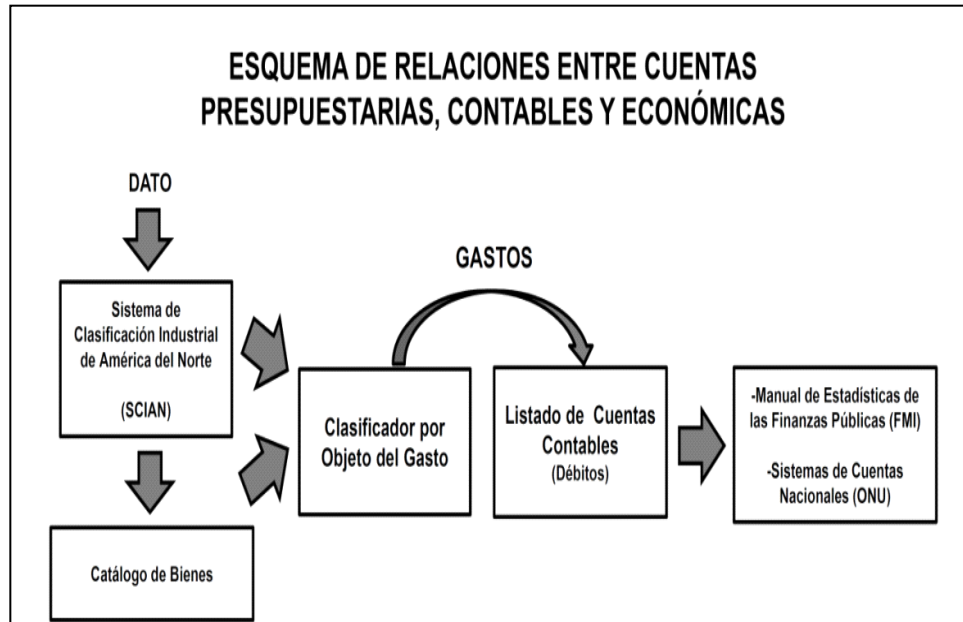 ESQUEMA DE RELACIONES ENTRE CUENTAS
PRESUPUESTARIAS, CONTABLES Y ECONÓMICAS
DATO
GASTOS
Sistema de
Clasificación Industrial
de América del Norte
(SCIAN)
Clasificador por
Objeto del Gasto
Listado de Cuentas
Contables
(Débitos)
-Manual de Estadísticas de
las Finanzas Públicas (FMI)
-Sistemas de Cuentas
Nacionales (ONU)
Catálogo de Bienes